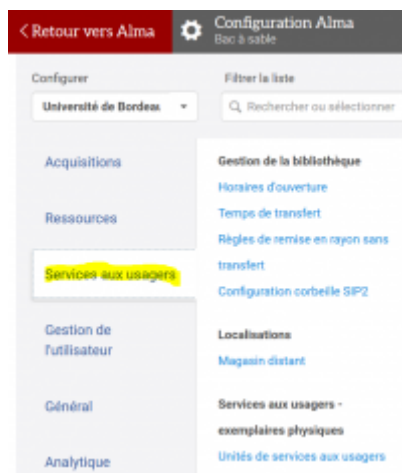 < Retour vers Alma
Configuration Alma
Bac à sable
Configurer
Filtrer la liste
Université de Bordeau
Rechercher ou sélectionner
Acquisitions
Ressources
Services aux usagers
Gestion de
l'utilisateur
Général
Analytique
Gestion de la bibliothèque
Horaires d'ouverture
Temps de transfert
Règles de remise en rayon sans
transfert
Configuration corbeille SIP2
Localisations
Magasin distant
Services aux usagers -
exemplaires physiques
Unités de services aux usagers